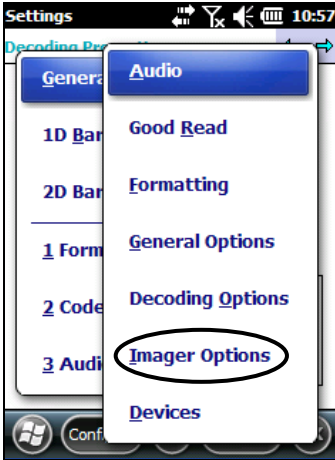 Settings 10:57
Decoding Pr
Genera
1D Bar
2D Bar
1 Form
2 Code
3 Audi
Audio
Good Read
Formatting
General Options
Decoding Options
Imager Options
Devices
Conf